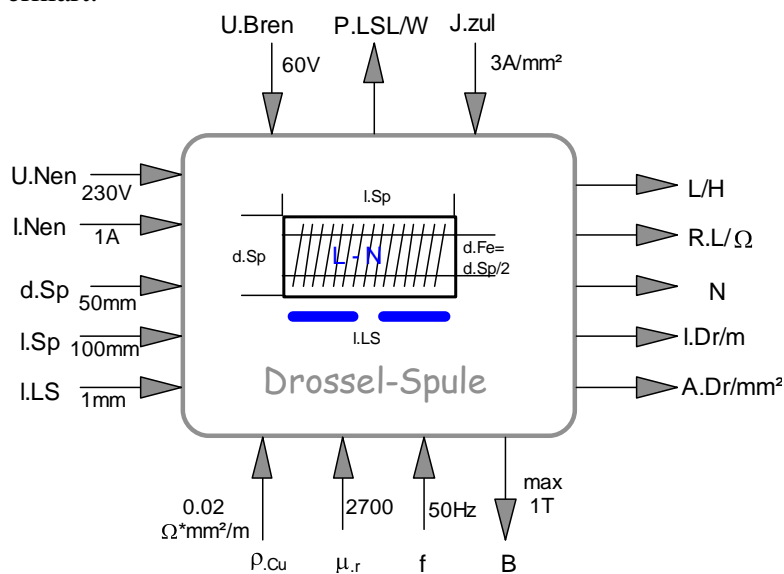 U.Bren P.LSL/W J.zul
60V 3A/mm²
U.Nen
230V
I.Nen
1A
d.Sp
50mm
l.Sp
100mm
l.LS
1mm
l.Sp
d.Sp
L - N
d.Fe=
d.Sp/2
l.LS
Drossel-Spule
L/H
R.L/Ω
N
l.Dr/m
A.Dr/mm²
0.02
Ω*mm²/m
2700
50Hz
max
1T
ρ.Cu μ.r f B